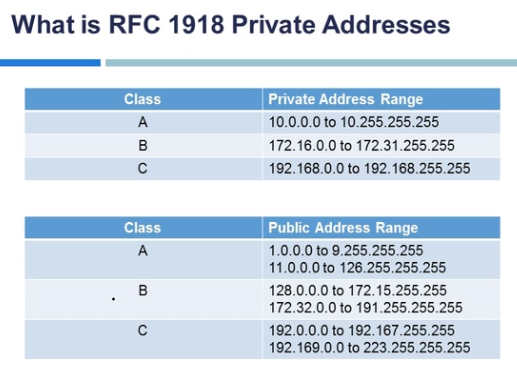 What is RFC 1918 Private Addresses
Class Private Address Range
A 10.0.0.0 to 10.255.255.255
B 172.16.0.0 to 172.31.255.255
C 192.168.0.0 to 192.168.255.255
Class Public Address Range
A 1.0.0.0 to 9.255.255.255
11.0.0.0 to 126.255.255.255
B 128.0.0.0 to 172.15.255.255
172.32.0.0 to 191.255.255.255
C 192.0.0.0 to 192.167.255.255
192.169.0.0 to 223.255.255.255